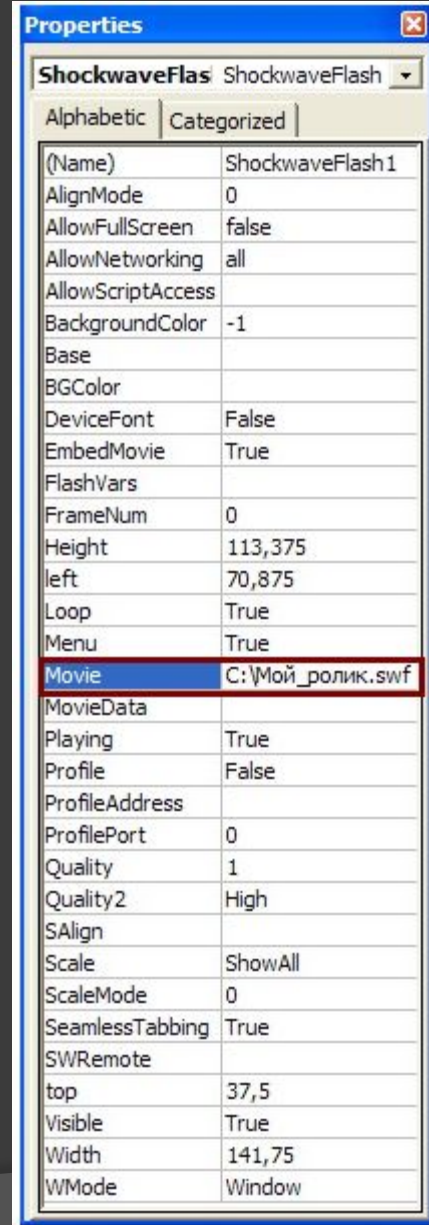 Properties
ShockwaveFlas ShockwaveFlash
Alphabetic Categorized
(Name) ShockwaveFlash1
AlignMode 0
AllowFullScreen false
AllowNetworking all
AllowScriptAccess
BackgroundColor -1
Base
BGColor
DeviceFont False
EmbedMovie True
FlashVars
FrameNum 0
Height 113,375
left 70,875
Loop True
Menu True
Movie C:\Мой_ролик.swf
MovieData
Playing True
Profile False
ProfileAddress
ProfilePort 0
Quality 1
Quality2 High
SAlign
Scale ShowAll
ScaleMode 0
SeamlessTabbing True
SWRemote
top 37,5
Visible True
Width 141,75
WMode Window